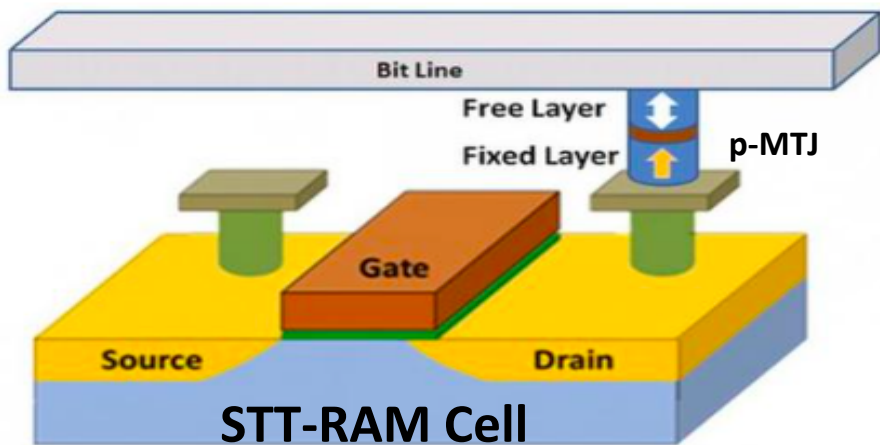 Bit Line
Free Layer
Fixed Layer
p-MTJ
Gate
Source
Drain
STT-RAM Cell